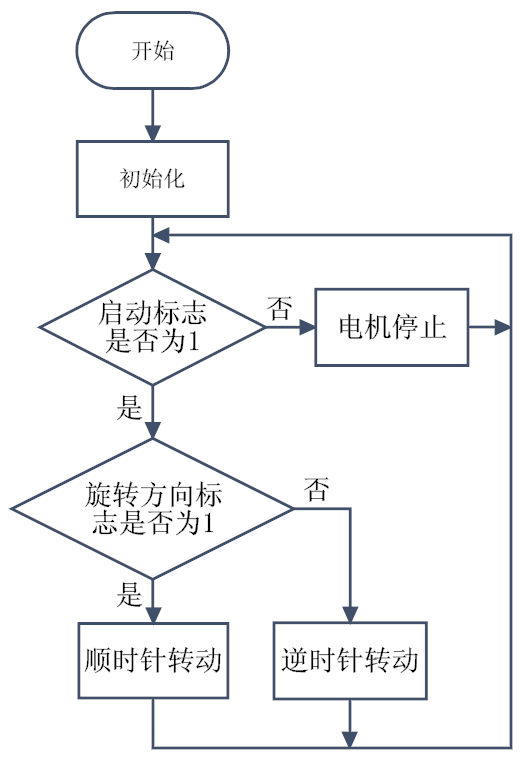 开始
初始化
启动标志
是否为1
否
电机停止
是
旋转方向标
志是否为1
否
是
顺时针转动
逆时针转动